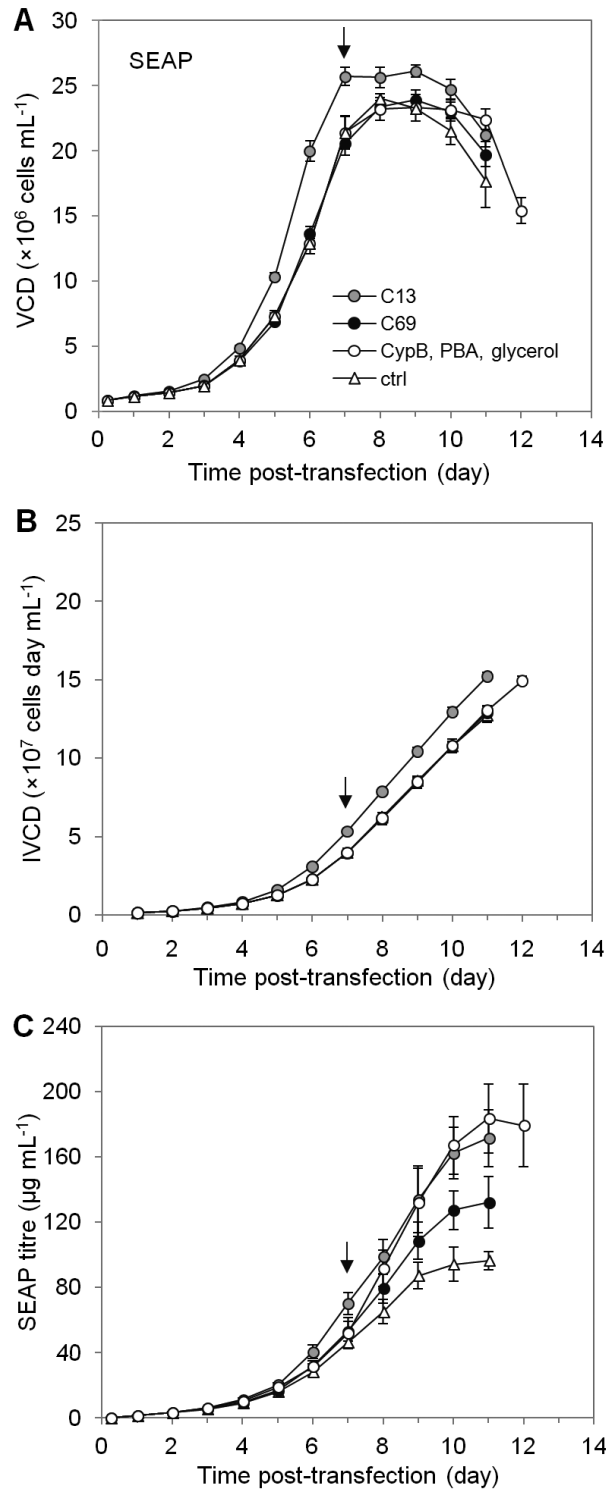 A
SEAP
VCD (×10⁶ cells mL⁻¹)
30
25
20
15
10
5
0
C13
C69
CypB, PBA, glycerol
ctrl
0 2 4 6 8 10 12 14
Time post-transfection (day)
B
IVCD (×10⁷ cells day mL⁻¹)
25
20
15
10
5
0
0 2 4 6 8 10 12 14
Time post-transfection (day)
C
SEAP titre (µg mL⁻¹)
240
200
160
120
80
40
0
0 2 4 6 8 10 12 14
Time post-transfection (day)